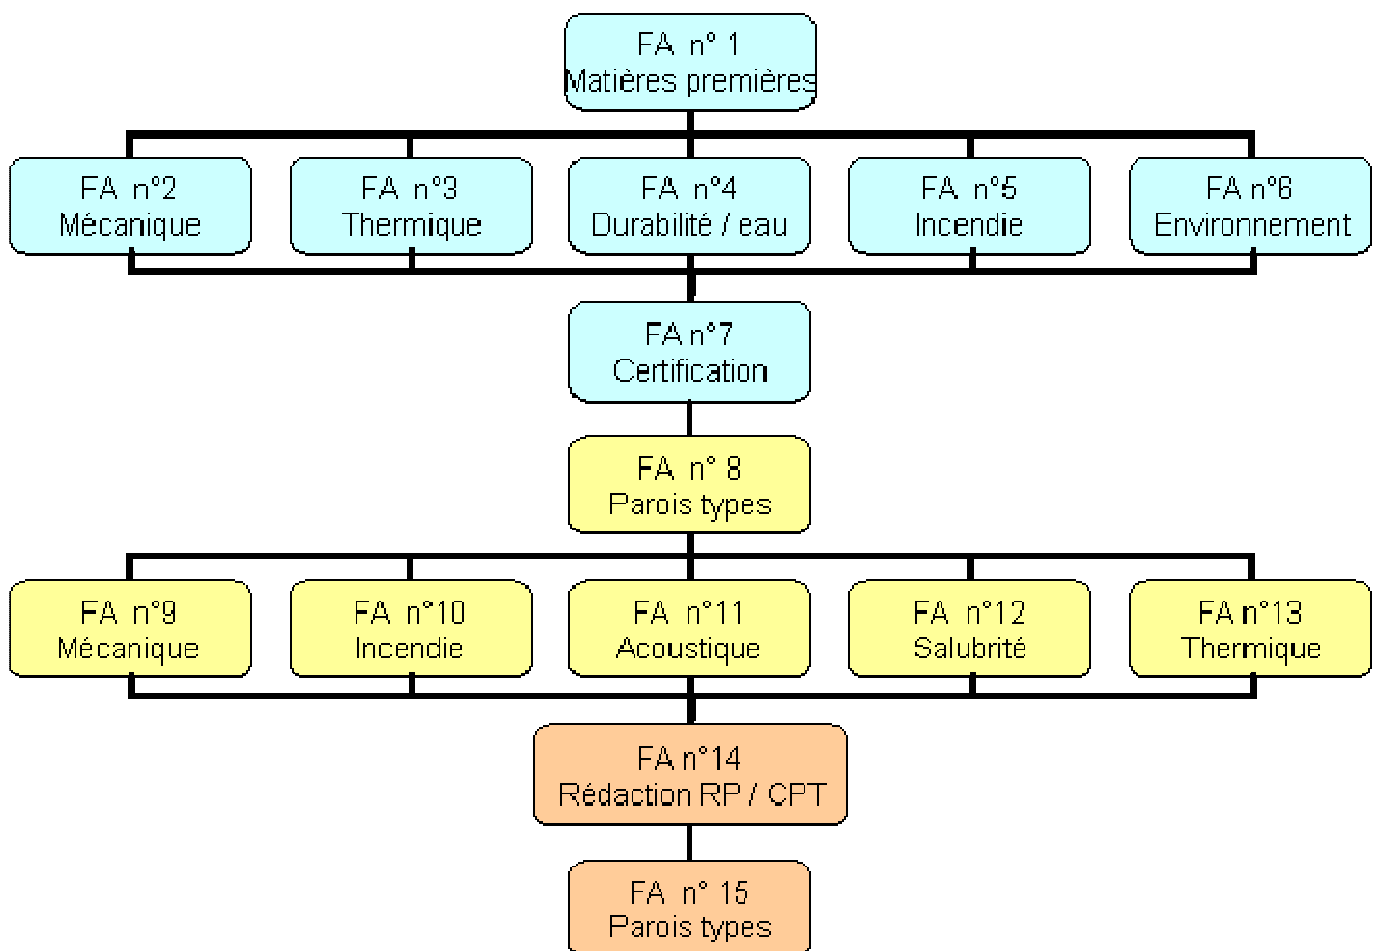 FA n° 1
Matières premières
FA n°2
Mécanique
FA n°3
Thermique
FA n°4
Durabilité / eau
FA n°5
Incendie
FA n°6
Environnement
FA n°7
Certification
FA n° 8
Parois types
FA n°9
Mécanique
FA n°10
Incendie
FA n°11
Acoustique
FA n°12
Salubrité
FA n°13
Thermique
FA n°14
Rédaction RP / CPT
FA n° 15
Parois types